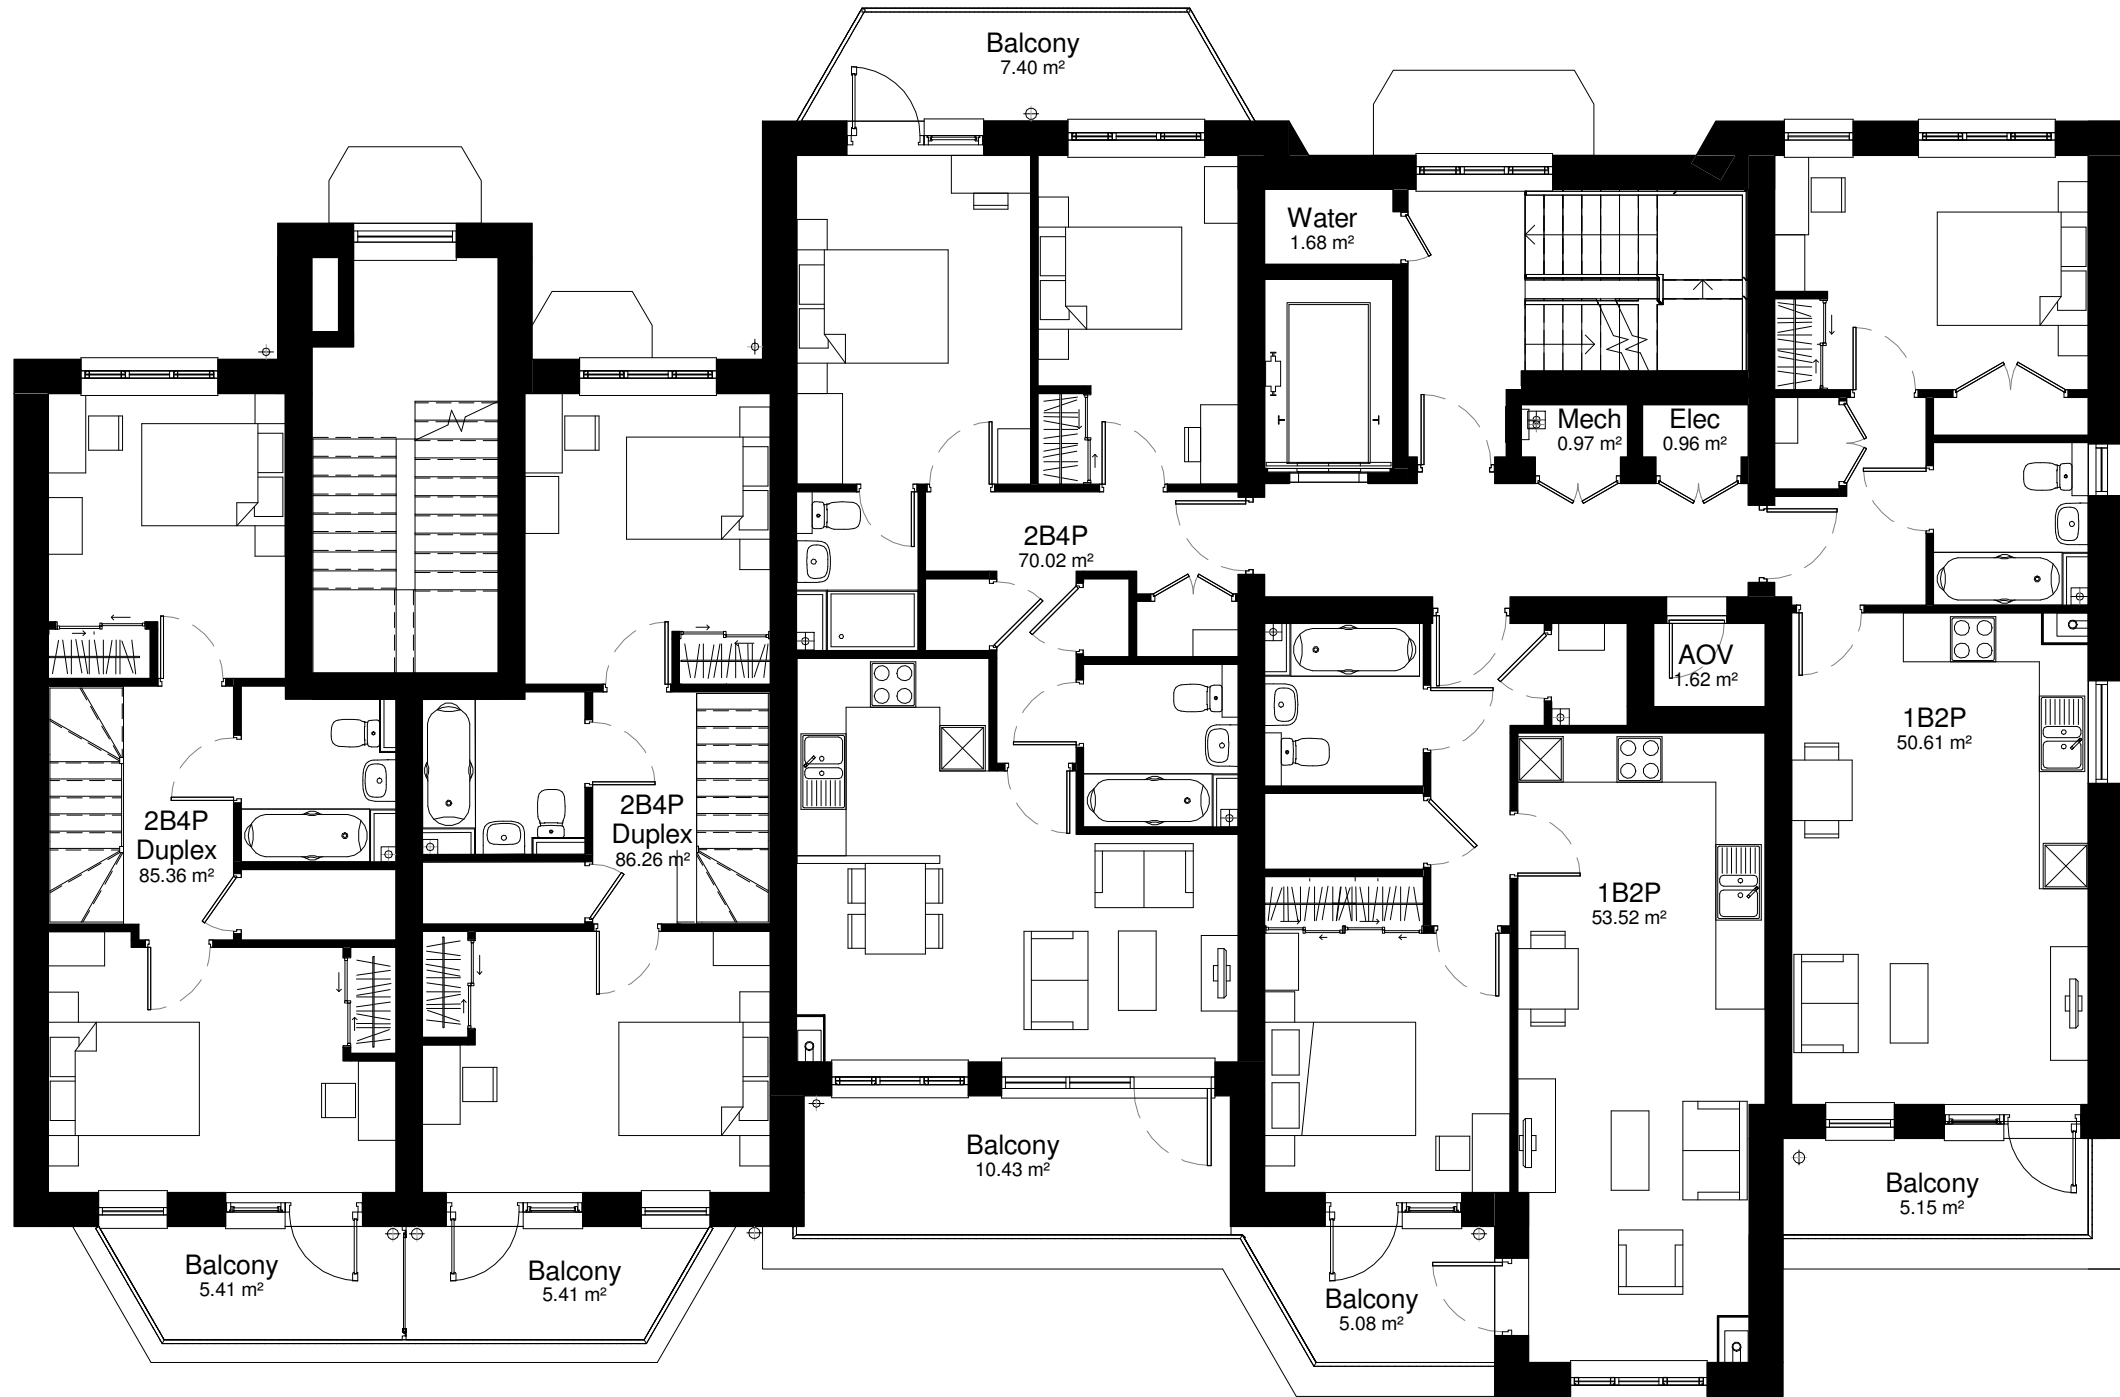 Balcony
7.40 m²
Water
1.68 m²
Mech
0.97 m²
Elec
0.96 m²
2B4P
70.02 m²
AOV
1.62 m²
1B2P
50.61 m²
2B4P
Duplex
85.36 m²
2B4P
Duplex
86.26 m²
1B2P
53.52 m²
Balcony
10.43 m²
Balcony
5.15 m²
Balcony
5.41 m²
Balcony
5.41 m²
Balcony
5.08 m²